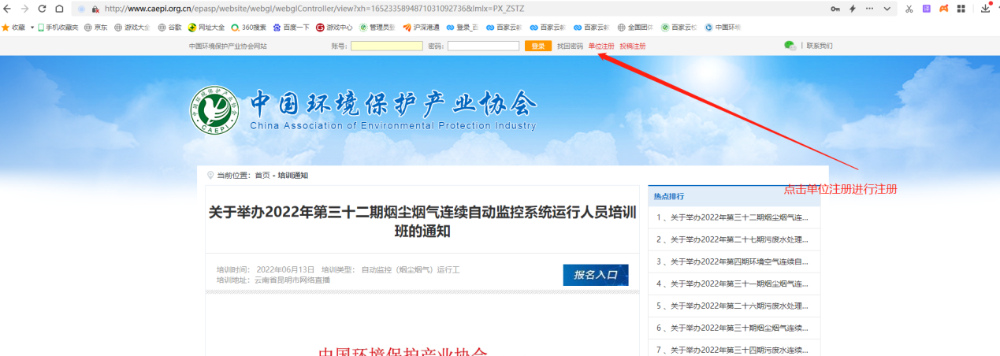 http://www.caepi.org.cn/epasp/website/webgl/webglController/view?xh=1652335894871031092736&lmlx=PX_ZSTZ
收藏 手机收藏夹 京东 游戏大全 谷歌 网址大全 360搜索 百度一下 游戏中心 管理员登 沪深港通 登录_百 百家云 百家云 百家云 全国团体 百家云校 中国环境
中国环境保护产业协会网站 账号: 密码: 登录 找回密码 单位注册 投稿注册 | 联系我们
中国环境保护产业协会
China Association of Environmental Protection Industry
CAEPI
当前位置: 首页 - 培训通知
点击单位注册进行注册
热点排行
关于举办2022年第三十二期烟尘烟气连续自动监控系统运行人员培训
班的通知
培训时间: 2022年06月13日 培训类型: 自动监控（烟尘烟气）运行工
培训地址: 云南省昆明市网络直播
报名入口
中国环境保护产业协会
1 、关于举办2022年第三十二期烟尘烟气连...
2 、关于举办2022年第二十七期污废水处理...
3 、关于举办2022年第四期环境空气连续自...
4 、关于举办2022年第三十一期烟尘烟气连...
5 、关于举办2022年第二十六期污废水处理...
6 、关于举办2022年第三十期烟尘烟气连续...
7 、关于举办2022年第三十四期污废水连续...